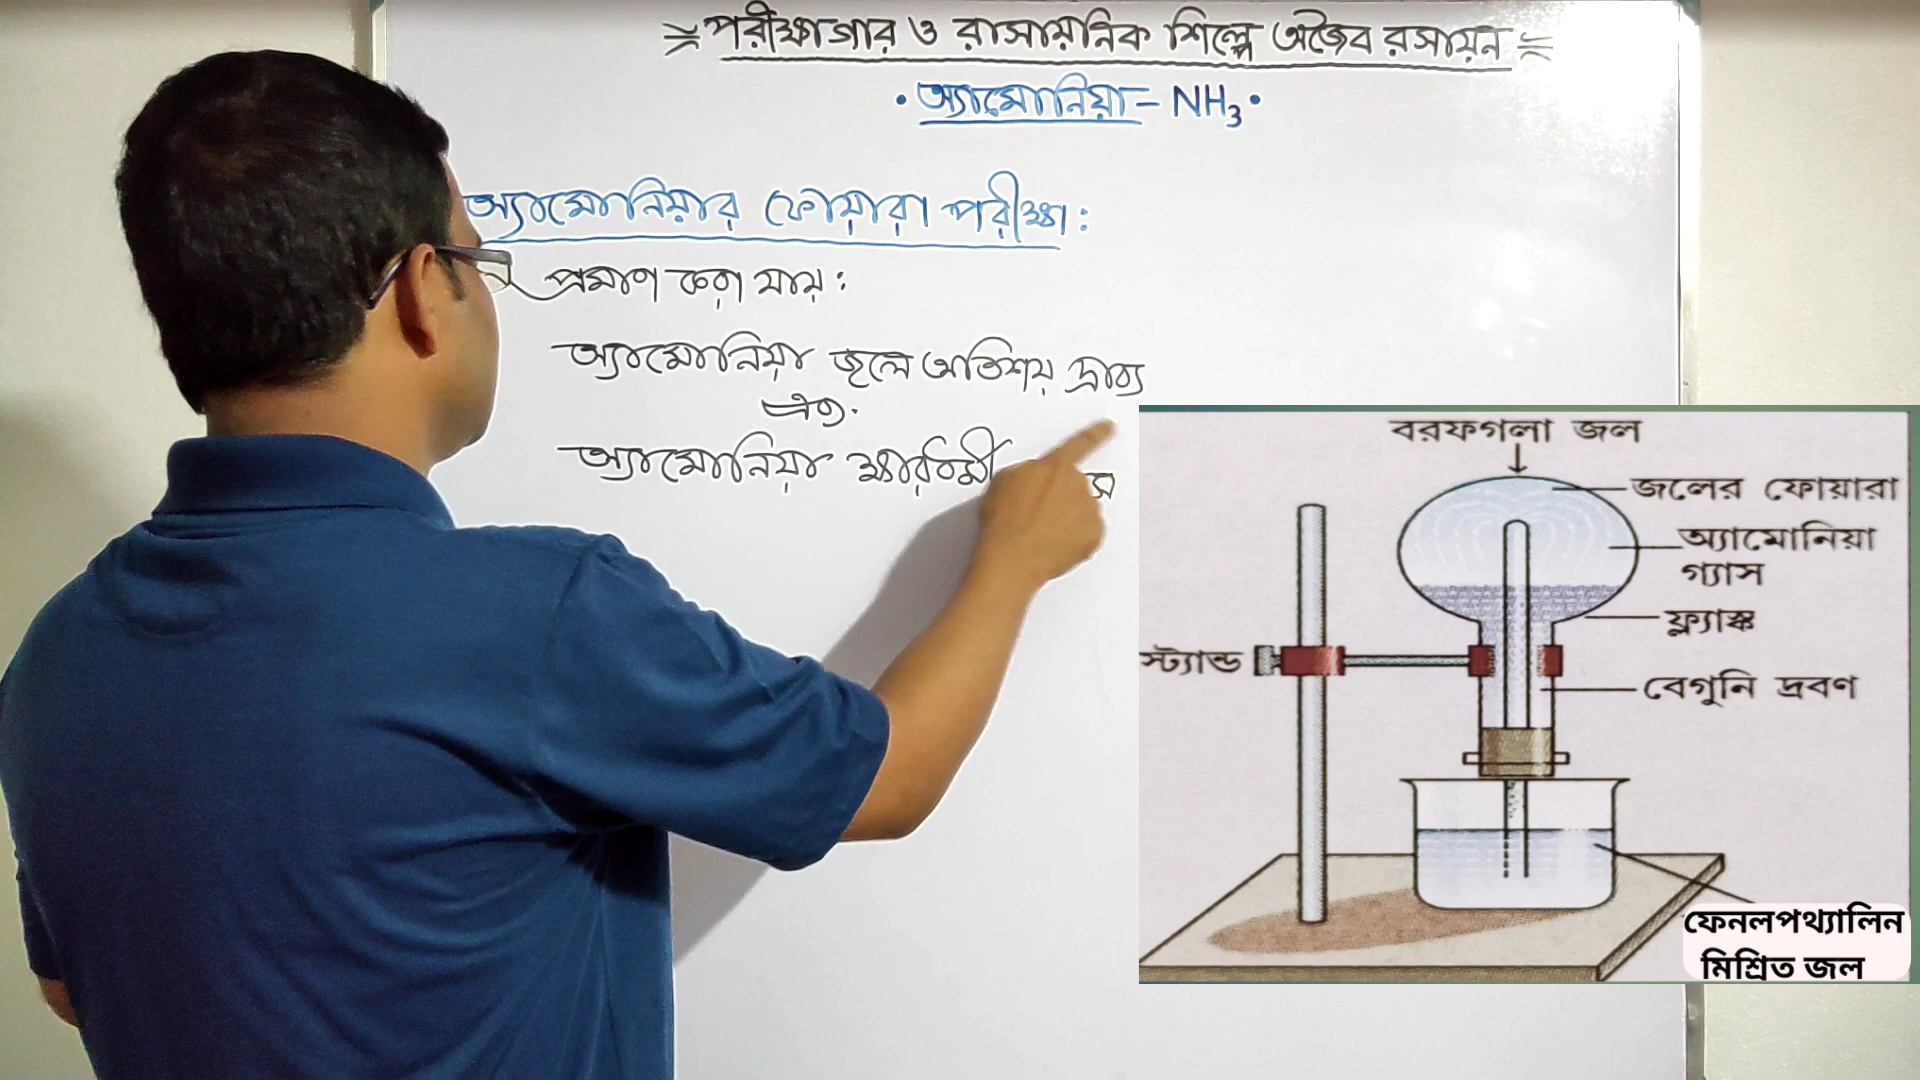 পরীক্ষাগার ও রাসায়নিক শিল্পে অজৈব রসায়ন
• অ্যামোনিয়া - NH₃ •
অ্যামোনিয়ার ফোয়ারা পরীক্ষা :
প্রমাণ করা যায় :
অ্যামোনিয়া জলে অতিশয় দ্রাব্য
এবং
অ্যামোনিয়া ক্ষারধর্মী
বরফগলা জল
জলের ফোয়ারা
অ্যামোনিয়া
গ্যাস
ফ্ল্যাস্ক
স্ট্যান্ড
বেগুনি দ্রবণ
ফেনলপথ্যালিন
মিশ্রিত জল